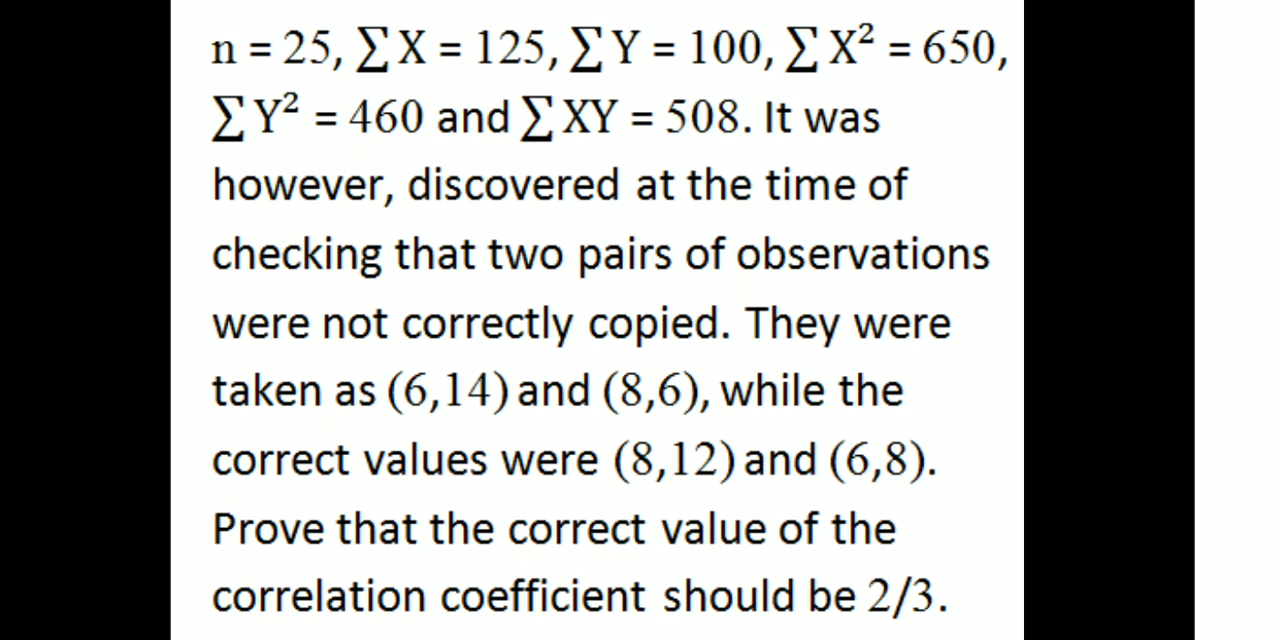 n = 25, ∑X = 125, ∑Y = 100, ∑X² = 650,
∑Y² = 460 and ∑XY = 508. It was
however, discovered at the time of
checking that two pairs of observations
were not correctly copied. They were
taken as (6,14) and (8,6), while the
correct values were (8,12) and (6,8).
Prove that the correct value of the
correlation coefficient should be 2/3.